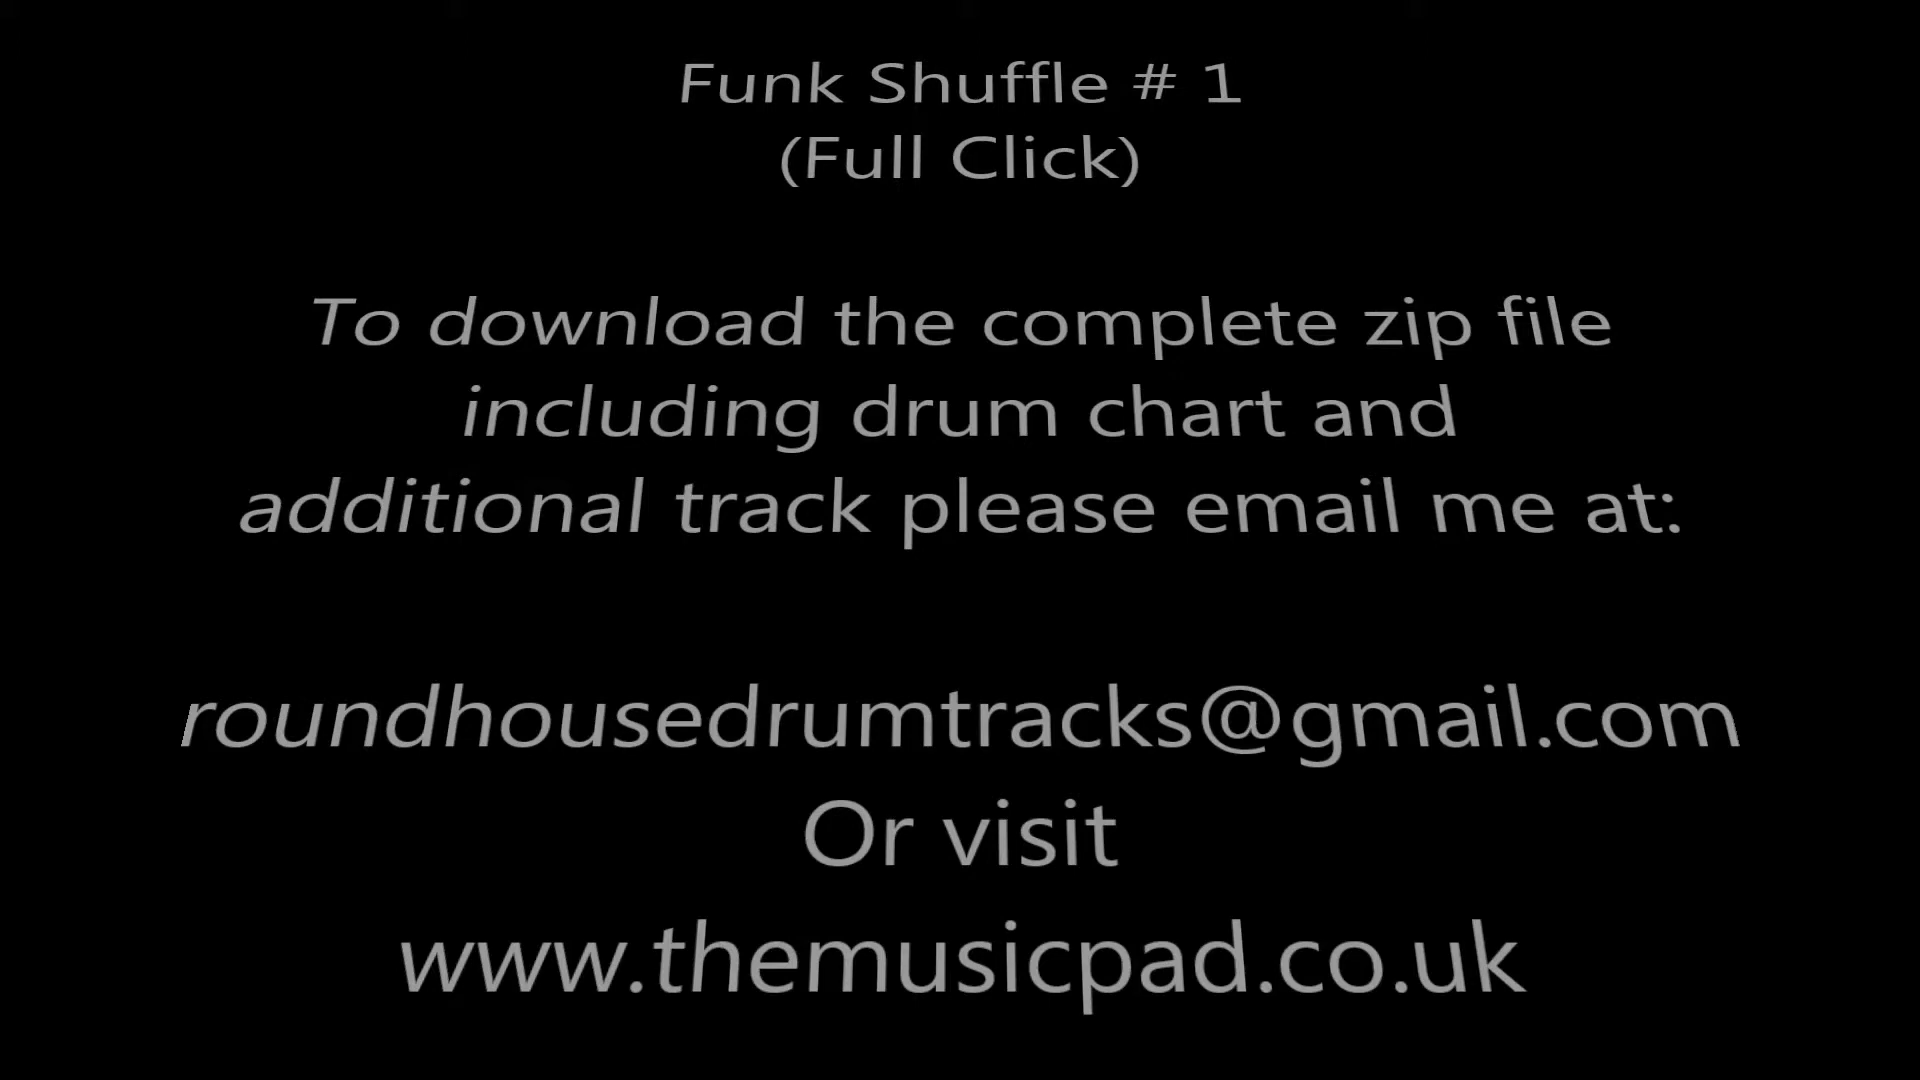 Funk Shuffle # 1
(Full Click)
To download the complete zip file
including drum chart and
additional track please email me at:
roundhousedrumtracks@gmail.com
Or visit
www.themusicpad.co.uk